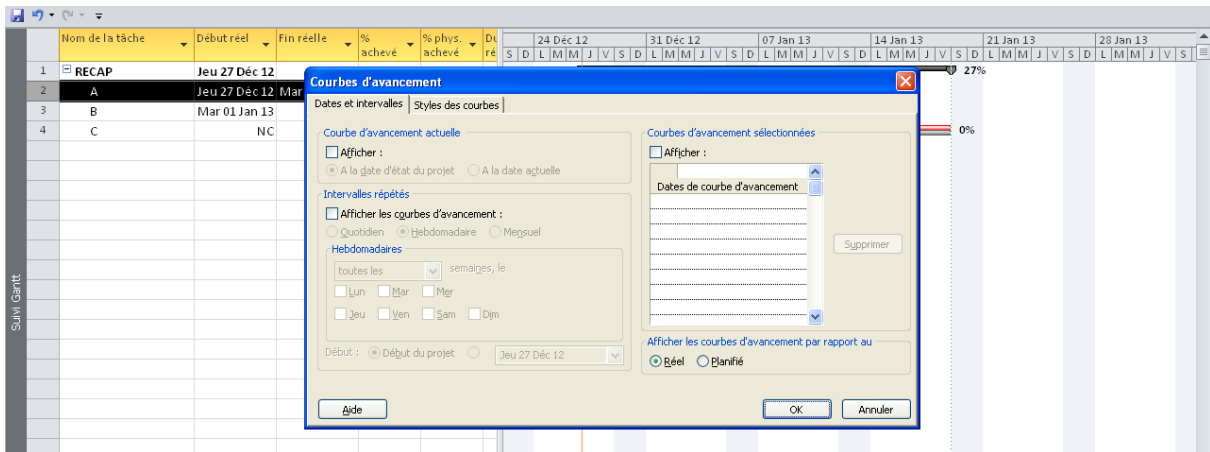 Nom de la tâche Début réel Fin réelle % achevé % phys. achevé Du ré
24 Déc 12 31 Déc 12 07 Jan 13 14 Jan 13 21 Jan 13 28 Jan 13
S D L M M J V S D L M M J V S D L M M J V S D L M M J V S D L M M J V S D L M M J V S
1 RECAP Jeu 27 Déc 12 27%
2 A Jeu 27 Déc 12 Mar
3 B Mar 01 Jan 13
4 C NC 0%
Suivi Gantt
Courbes d'avancement
Dates et intervalles Styles des courbes
Courbe d'avancement actuelle
Afficher :
A la date d'état du projet A la date actuelle
Intervalles répétés
Afficher les courbes d'avancement :
Quotidien Hebdomadaire Mensuel
Hebdomadaires
toutes les semaines, le
Lun Mar Mer
Jeu Ven Sam Dim
Début : Début du projet Jeu 27 Déc 12
Courbes d'avancement sélectionnées
Afficher :
Dates de courbe d'avancement
Supprimer
Afficher les courbes d'avancement par rapport au
Réel Planifié
Aide OK Annuler